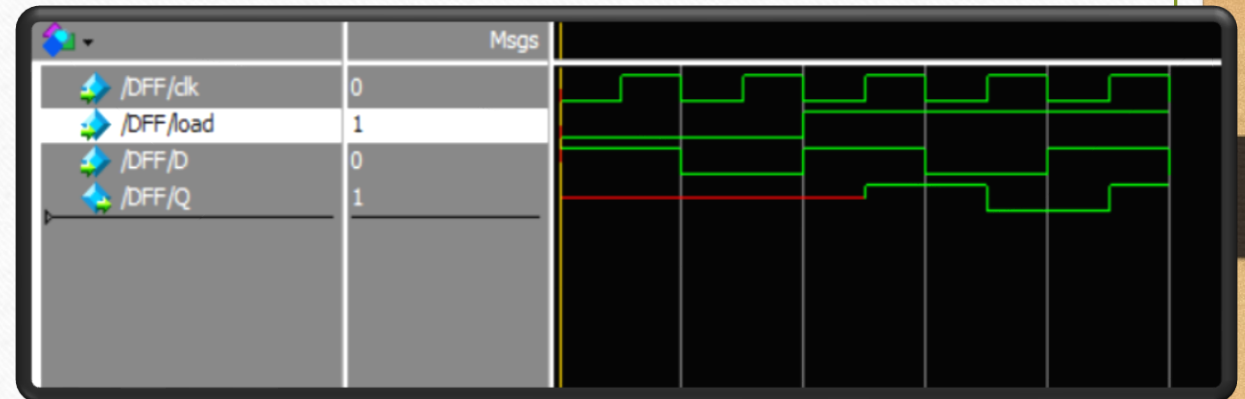 Msgs
/DFF/clk 0
/DFF/load 1
/DFF/D 0
/DFF/Q 1